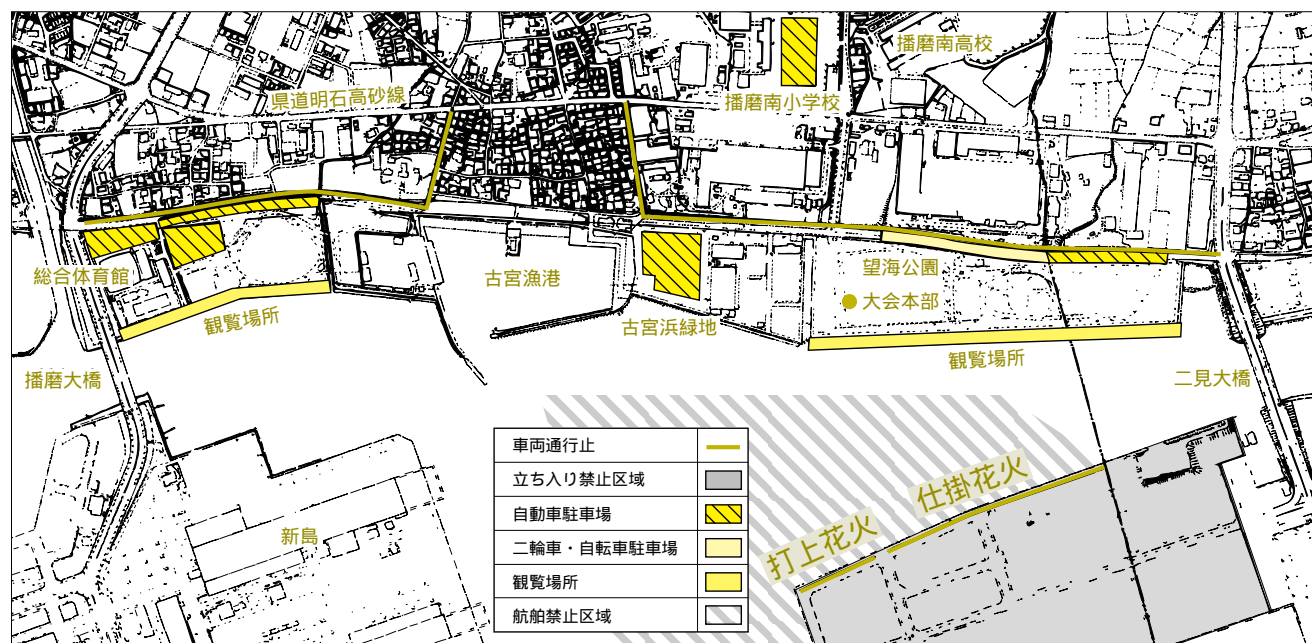 播磨南高校
県道明石高砂線
播磨南小学校
総合体育館
古宮漁港
望海公園
大会本部
観覧場所
古宮浜緑地
観覧場所
播磨大橋
二見大橋
車両通行止
立ち入り禁止区域
自動車駐車場
二輪車・自転車駐車場
観覧場所
航舶禁止区域
仕掛花火
打上花火
新島